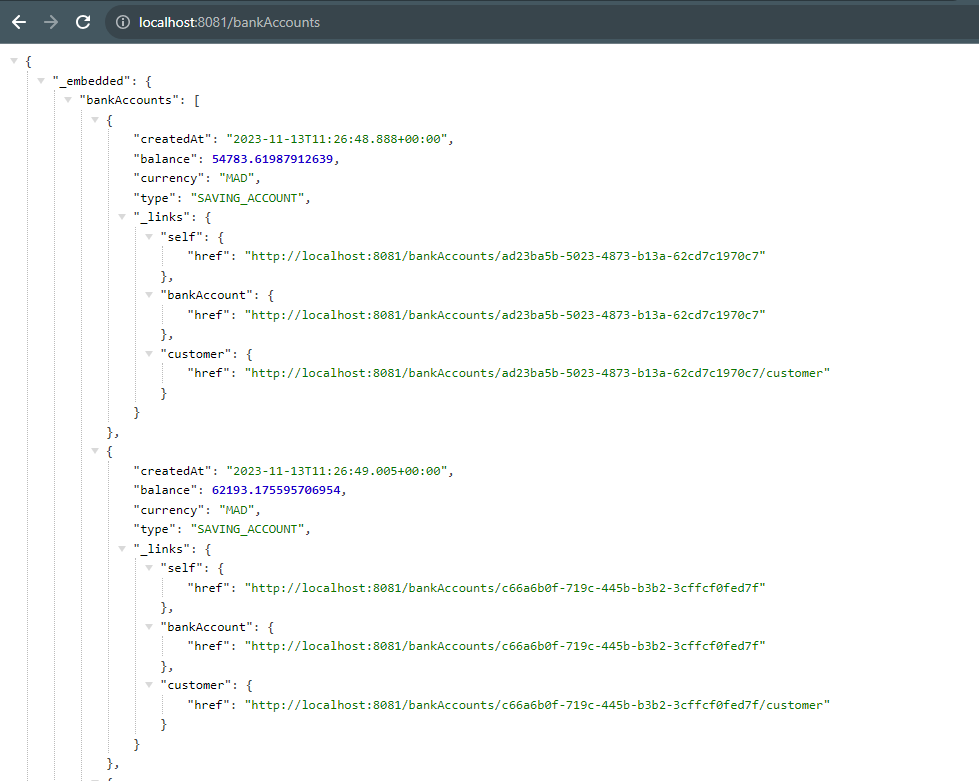 localhost:8081/bankAccounts
{
"_embedded": {
"bankAccounts": [
{
"createdAt": "2023-11-13T11:26:48.888+00:00",
"balance": 54783.61987912639,
"currency": "MAD",
"type": "SAVING_ACCOUNT",
"_links": {
"self": {
"href": "http://localhost:8081/bankAccounts/ad23ba5b-5023-4873-b13a-62cd7c1970c7"
},
"bankAccount": {
"href": "http://localhost:8081/bankAccounts/ad23ba5b-5023-4873-b13a-62cd7c1970c7"
},
"customer": {
"href": "http://localhost:8081/bankAccounts/ad23ba5b-5023-4873-b13a-62cd7c1970c7/customer"
}
}
},
{
"createdAt": "2023-11-13T11:26:49.005+00:00",
"balance": 62193.175595706954,
"currency": "MAD",
"type": "SAVING_ACCOUNT",
"_links": {
"self": {
"href": "http://localhost:8081/bankAccounts/c66a6b0f-719c-445b-b3b2-3cffcf0fed7f"
},
"bankAccount": {
"href": "http://localhost:8081/bankAccounts/c66a6b0f-719c-445b-b3b2-3cffcf0fed7f"
},
"customer": {
"href": "http://localhost:8081/bankAccounts/c66a6b0f-719c-445b-b3b2-3cffcf0fed7f/customer"
}
}
},